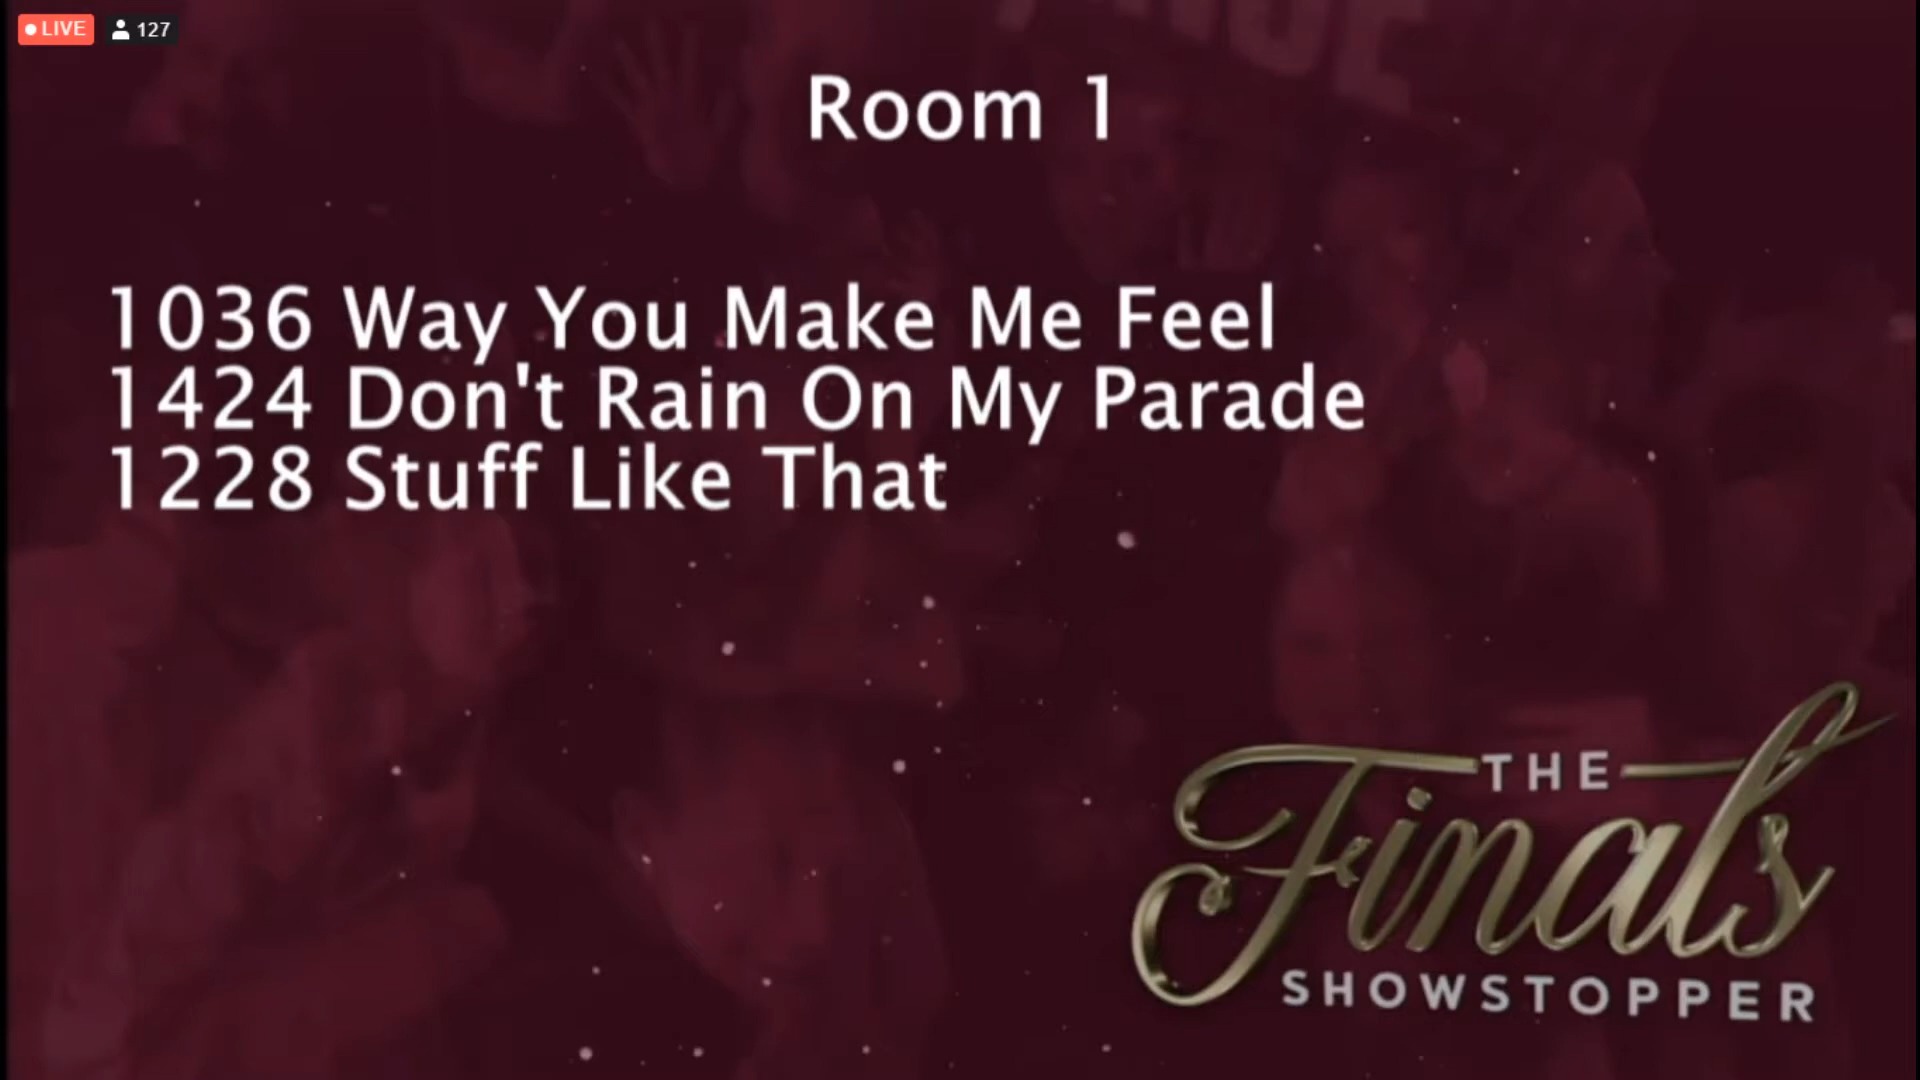 LIVE 127
Room 1
1036 Way You Make Me Feel
1424 Don't Rain On My Parade
1228 Stuff Like That
THE
Finals
SHOWSTOPPER